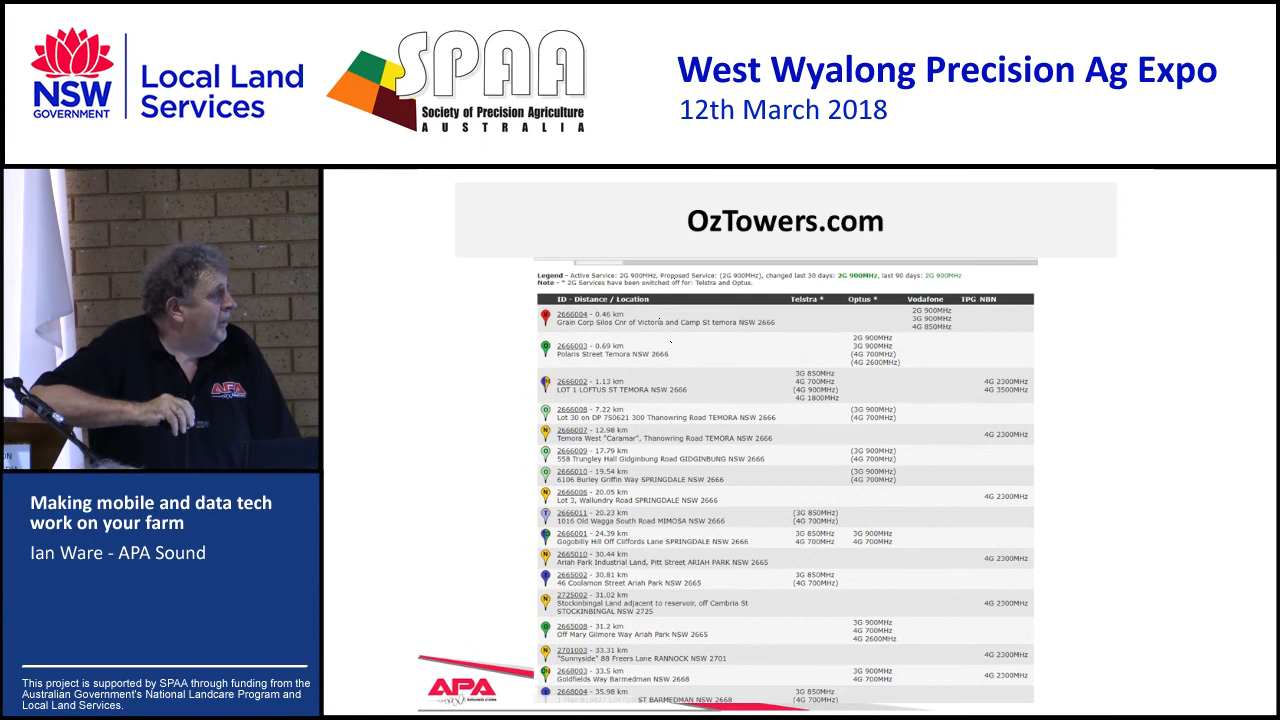 NSW
GOVERNMENT
Local Land
Services
SPAA
Society of Precision Agriculture
AUSTRALIA
West Wyalong Precision Ag Expo
12th March 2018
OzTowers.com
Legend - Active Service: 2G 900MHz, Proposed Service: (2G 900MHz), changed last 30 days: 2G 900MHz, last 90 days: 2G 900MHz
Note - * 2G Services have been switched off for: Telstra and Optus.
ID - Distance / Location Telstra * Optus * Vodafone TPG NBN
2666004 - 0.46 km 2G 900MHz
3G 900MHz
Grain Corp Silos Cnr of Victoria and Camp St temora NSW 2666 4G 850MHz
2G 900MHz
2666003 - 0.69 km 3G 900MHz
Polaris Street Temora NSW 2666 (4G 700MHz)
(4G 2600MHz)
3G 850MHz
2666002 - 1.13 km 4G 700MHz 4G 2300MHz
LOT 1 LOFTUS ST TEMORA NSW 2666 (4G 900MHz) 4G 3500MHz
4G 1800MHz
2666008 - 7.22 km (3G 900MHz)
Lot 30 on DP 750621 300 Thanowring Road TEMORA NSW 2666 (4G 700MHz)
2666007 - 12.98 km 4G 2300MHz
Temora West "Caramar", Thanowring Road TEMORA NSW 2666
2666009 - 17.79 km (3G 900MHz)
558 Trungley Hall Gidginburg Road GIDGINBUNG NSW 2666 (4G 700MHz)
2666010 - 19.54 km (3G 900MHz)
6106 Burley Griffin Way SPRINGDALE NSW 2666 (4G 700MHz)
2666006 - 20.05 km 4G 2300MHz
Lot 3, Wallundry Road SPRINGDALE NSW 2666
2666011 - 20.23 km (3G 850MHz)
1016 Old Wagga South Road MIMOSA NSW 2666 (4G 700MHz)
2666001 - 24.39 km 3G 850MHz 3G 900MHz
Gogobilly Hill Off Cliffords Lane SPRINGDALE NSW 2666 4G 700MHz 4G 700MHz
2665010 - 30.44 km 4G 2300MHz
Ariah Park Industrial Land, Pitt Street ARIAH PARK NSW 2665
2665002 - 30.81 km 3G 850MHz
46 Coolamon Street Ariah Park NSW 2665 (4G 700MHz)
2725002 - 31.02 km
Stockinbingal Land adjacent to reservoir, off Cambria St 4G 2300MHz
STOCKINBINGAL NSW 2725
2665008 - 31.2 km 3G 900MHz
4G 700MHz
Off Mary Gilmore Way Ariah Park NSW 2665 4G 2600MHz
2701003 - 33.31 km 4G 2300MHz
"Sunnyside" 88 Freers Lane RANNOCK NSW 2701
2668003 - 33.5 km 3G 900MHz 4G 2300MHz
Goldfields Way Barmedman NSW 2668 4G 700MHz
2668004 - 35.98 km 3G 850MHz
ST BARMEDMAN NSW 2668 (4G 700MHz)
APA
APA
Making mobile and data tech
work on your farm
Ian Ware - APA Sound
This project is supported by SPAA through funding from the
Australian Government's National Landcare Program and
Local Land Services.